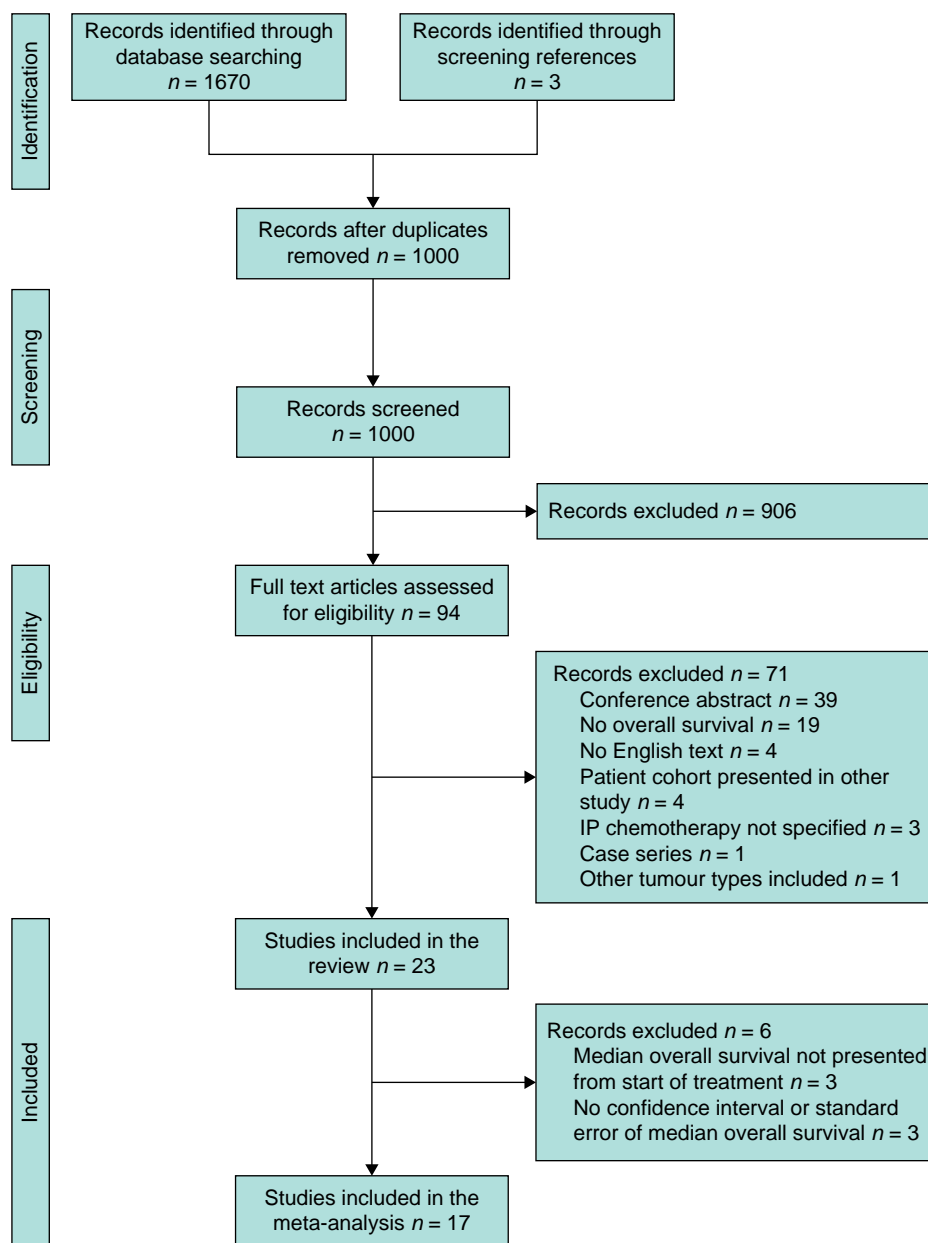 Identification
Records identified through
database searching
n = 1670
Records identified through
screening references
n = 3
Records after duplicates
removed n = 1000
Screening
Records screened
n = 1000
Records excluded n = 906
Eligibility
Full text articles assessed
for eligibility n = 94
Records excluded n = 71
Conference abstract n = 39
No overall survival n = 19
No English text n = 4
Patient cohort presented in other
study n = 4
IP chemotherapy not specified n = 3
Case series n = 1
Other tumour types included n = 1
Included
Studies included in the
review n = 23
Records excluded n = 6
Median overall survival not presented
from start of treatment n = 3
No confidence interval or standard
error of median overall survival n = 3
Studies included in the
meta-analysis n = 17